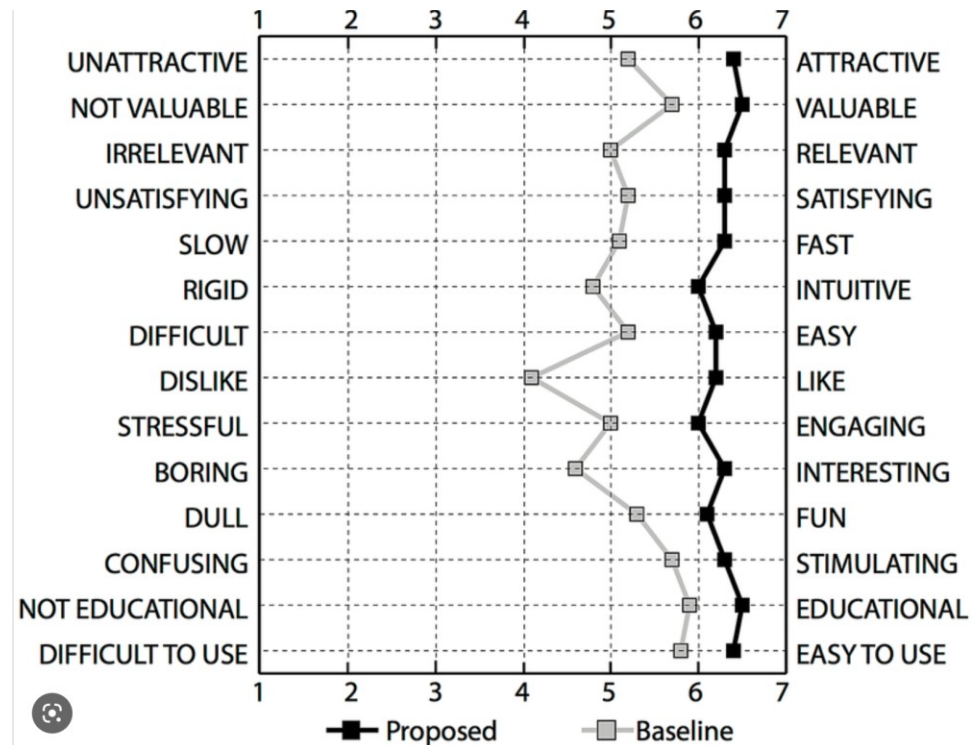 1 2 3 4 5 6 7
UNATTRACTIVE ATTRACTIVE
NOT VALUABLE VALUABLE
IRRELEVANT RELEVANT
UNSATISFYING SATISFYING
SLOW FAST
RIGID INTUITIVE
DIFFICULT EASY
DISLIKE LIKE
STRESSFUL ENGAGING
BORING INTERESTING
DULL FUN
CONFUSING STIMULATING
NOT EDUCATIONAL EDUCATIONAL
DIFFICULT TO USE EASY TO USE
1 2 3 4 5 6 7
Proposed Baseline